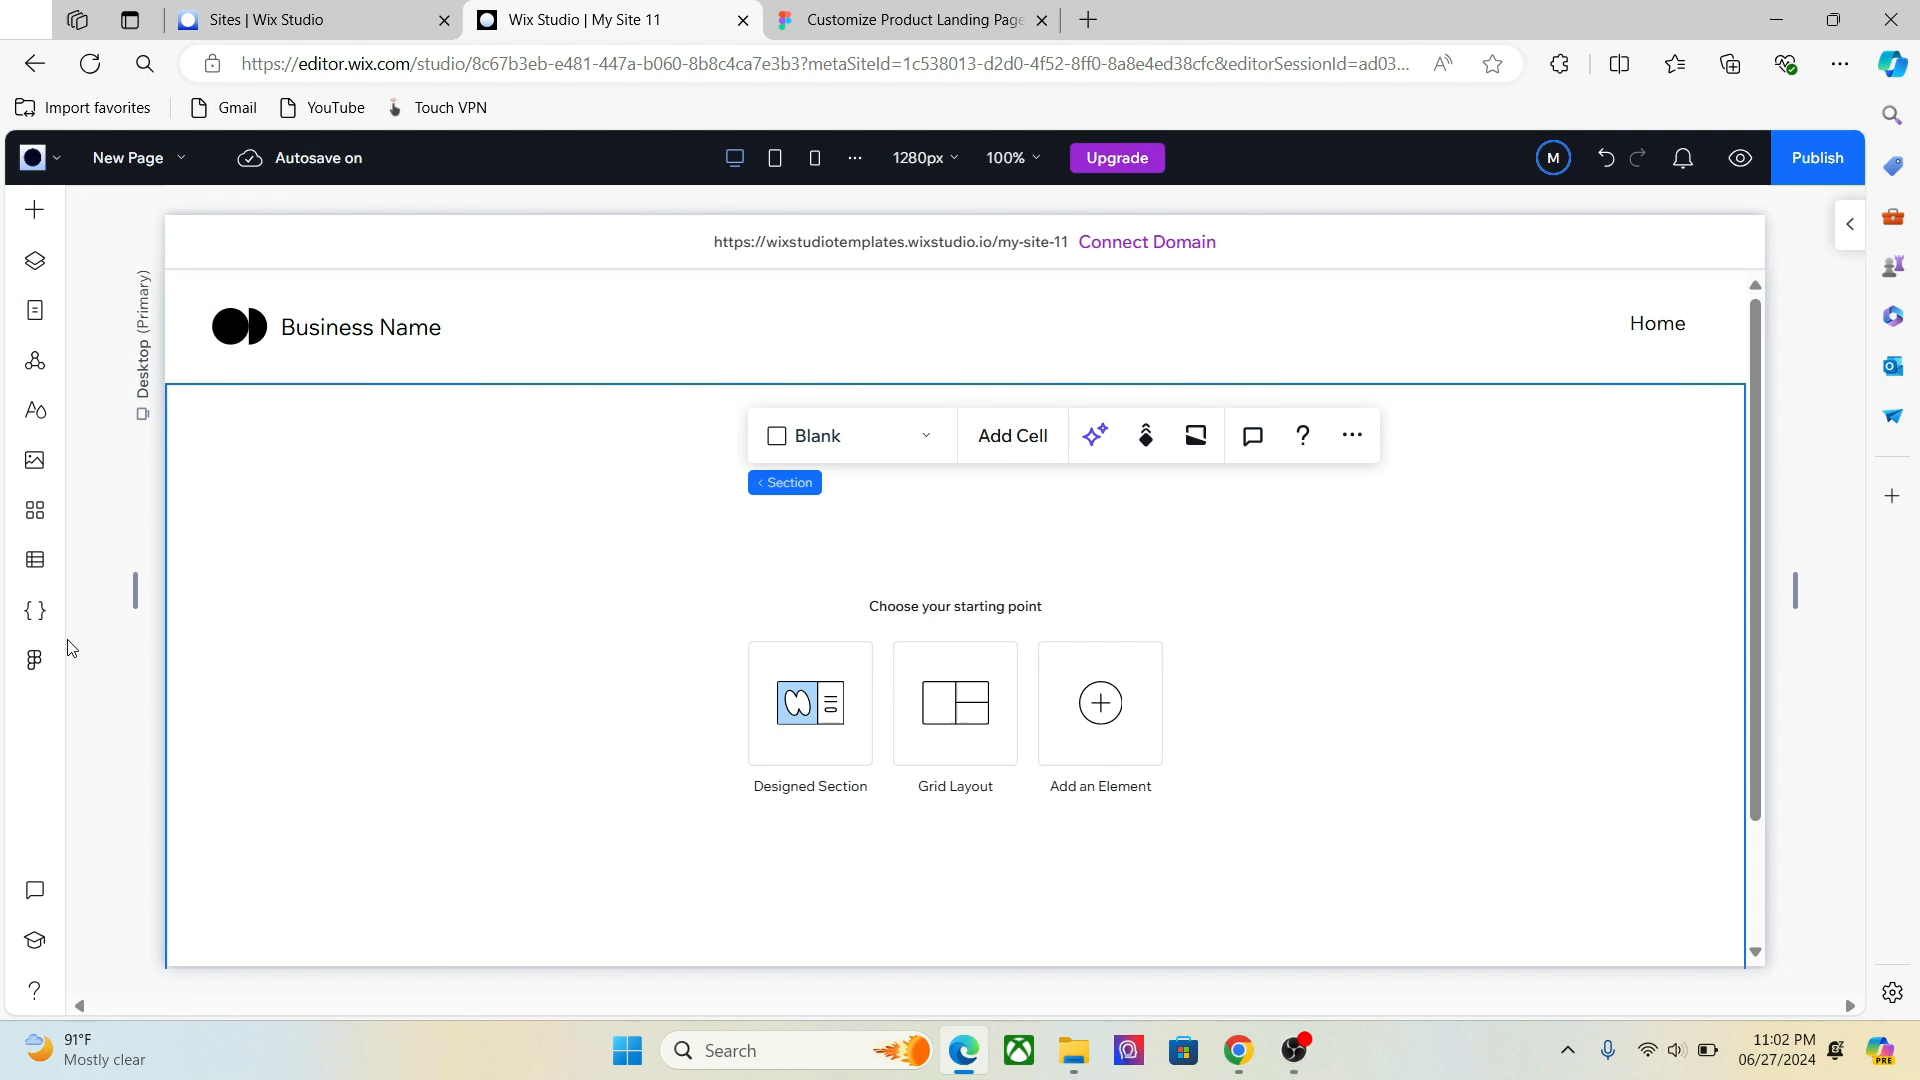 Sites | Wix Studio
Wix Studio | My Site 11
Customize Product Landing Page
https://editor.wix.com/studio/8c67b3eb-e481-447a-b060-8b8c4ca7e3b3?metaSiteId=1c538013-d2d0-4f52-8ff0-8a8e4ed38cfc&editorSessionId=ad03...
Import favorites
Gmail
YouTube
Touch VPN
New Page
Autosave on
1280px
100%
Upgrade
M
Publish
https://wixstudiotemplates.wixstudio.io/my-site-11 Connect Domain
Desktop (Primary)
Business Name
Home
Blank
Add Cell
< Section
Choose your starting point
Designed Section
Grid Layout
Add an Element
91°F
Mostly clear
Search
11:02 PM
06/27/2024
PRE